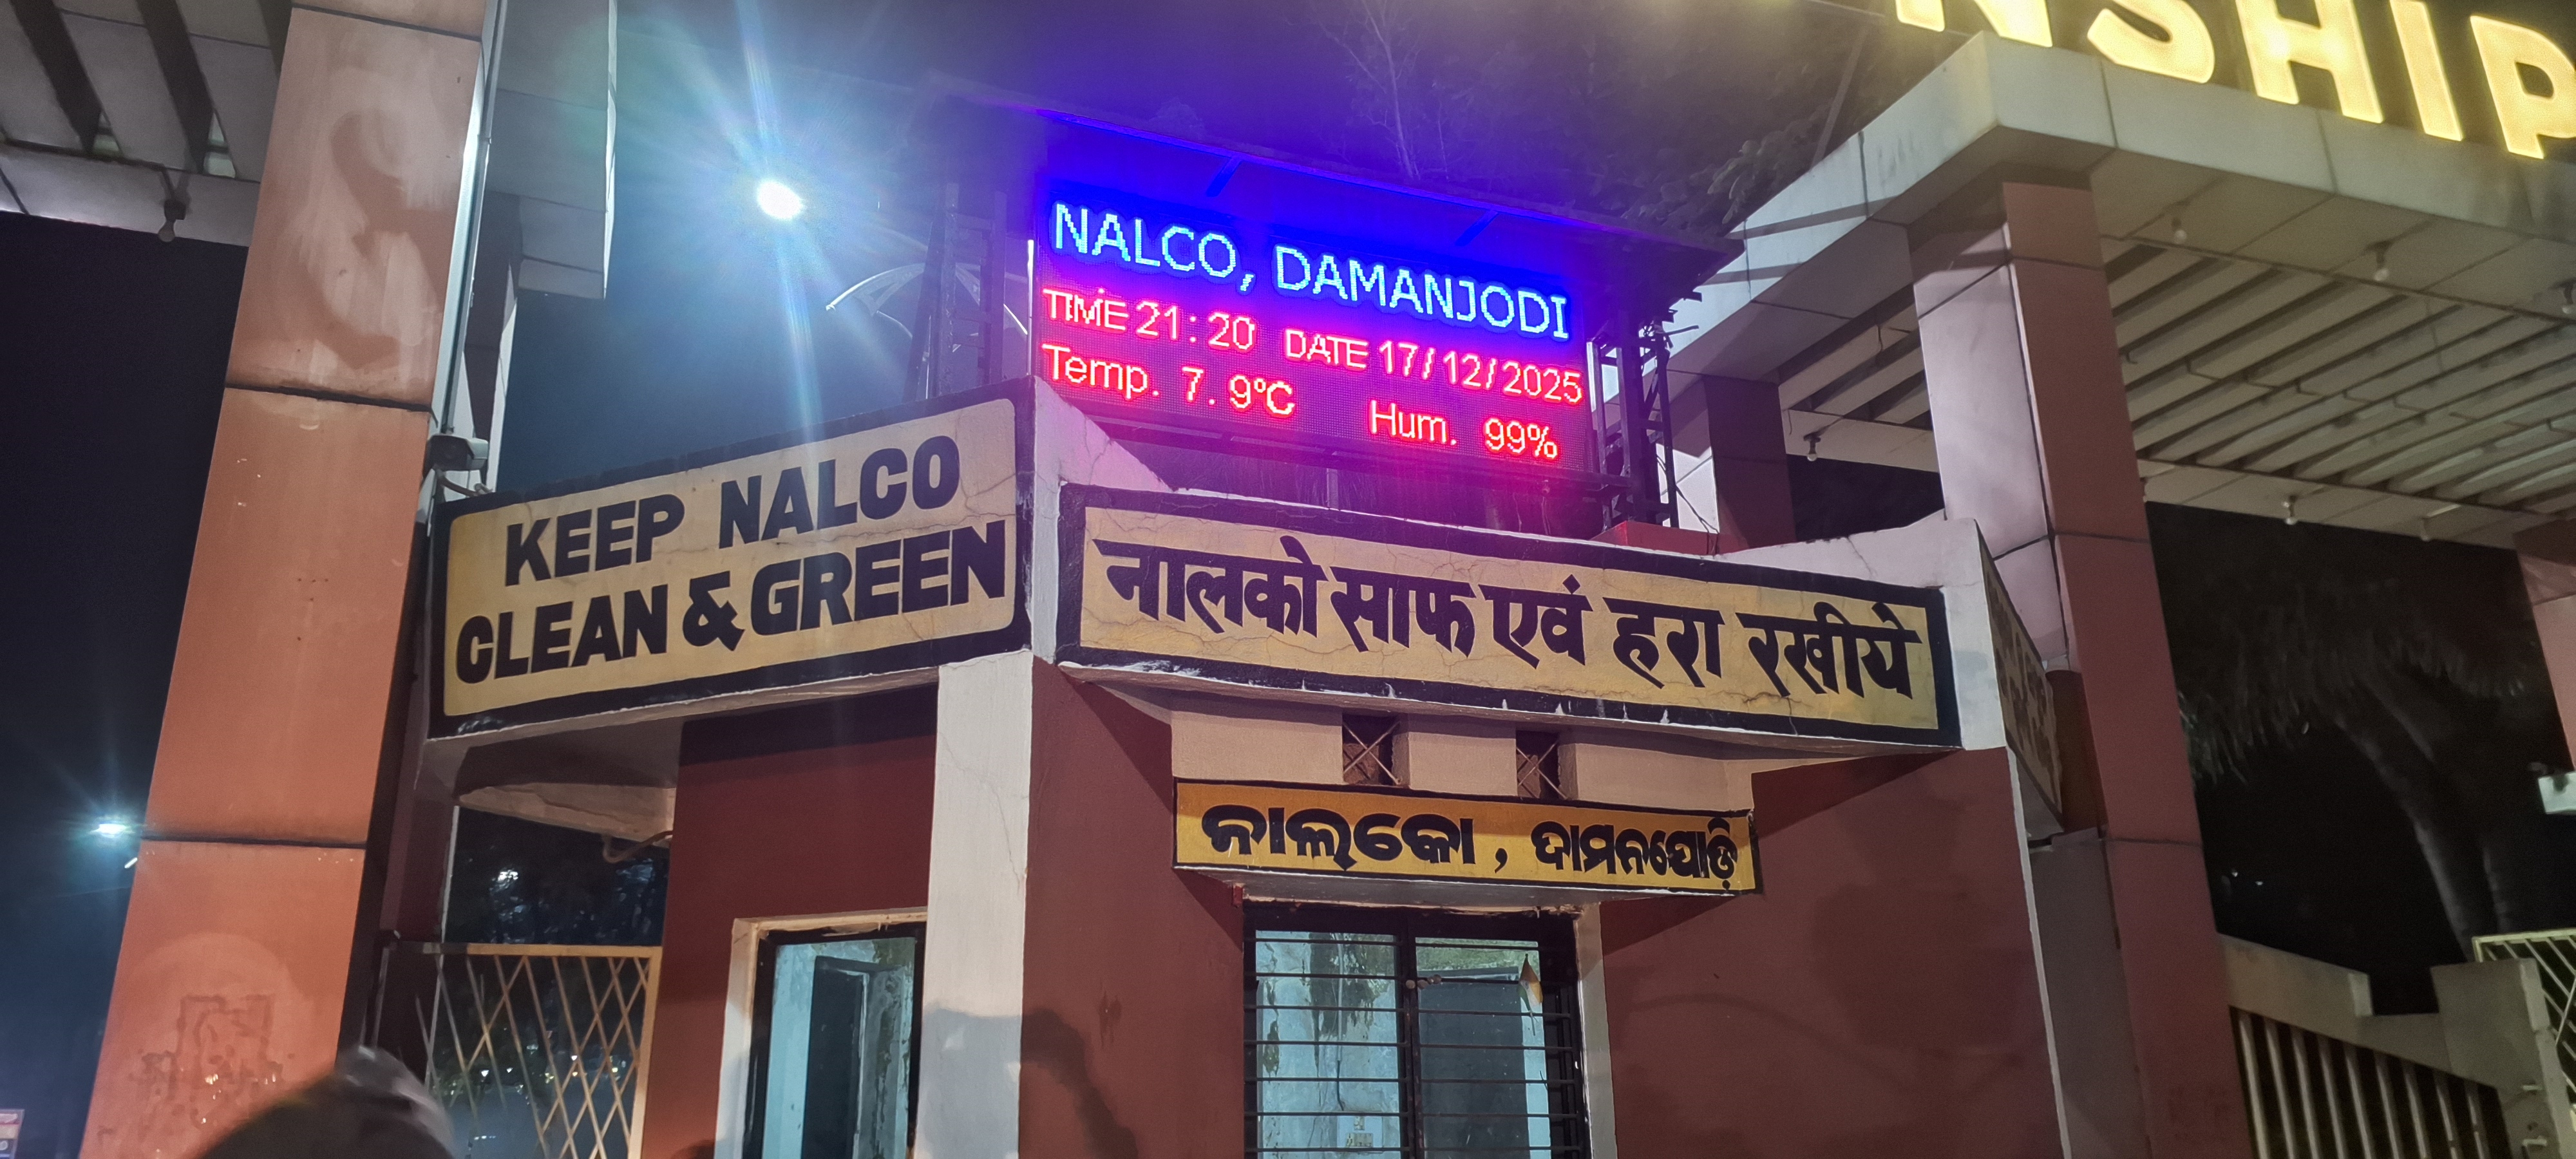 NSHIP
NALCO, DAMANJODI
TIME 21:20 DATE 17/12/2025
Temp. 7.9°C Hum. 99%
KEEP NALCO
CLEAN & GREEN
नालको साफ एवं हरा रखीये
ନାଲକୋ, ଦାମନଯୋଡ଼ି